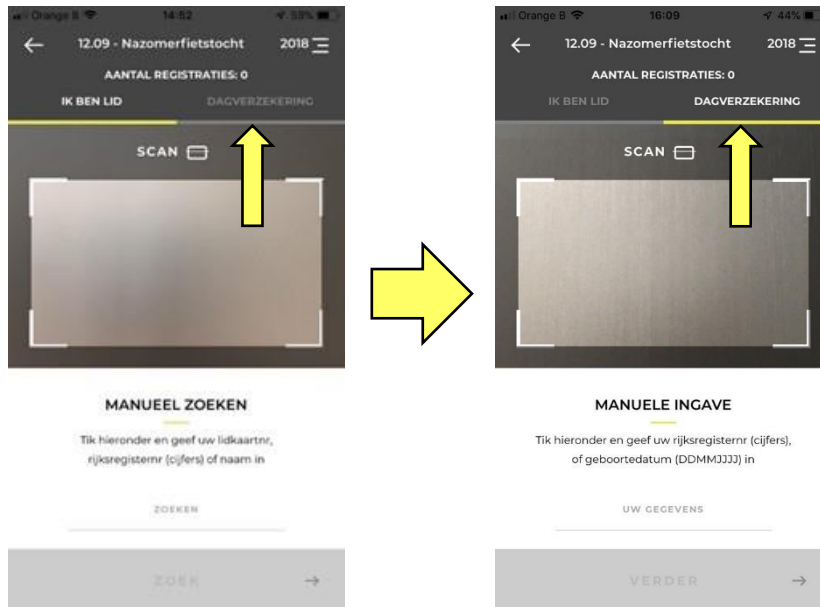 Orange B 14:52 59%
12.09 - Nazomerfietstocht 2018
AANTAL REGISTRATIES: 0
IK BEN LID DAGVERZEKERING
SCAN
MANUEEL ZOEKEN
Tik hieronder en geef uw lidkaartnr,
rijksregisternr (cijfers) of naam in
ZOEKEN
ZOEK
Orange B 16:09 44%
12.09 - Nazomerfietstocht 2018
AANTAL REGISTRATIES: 0
IK BEN LID DAGVERZEKERING
SCAN
MANUELE INGAVE
Tik hieronder en geef uw rijksregisternr (cijfers),
of geboortedatum (DDMMJJJJ) in
UW GEGEVENS
VERDER